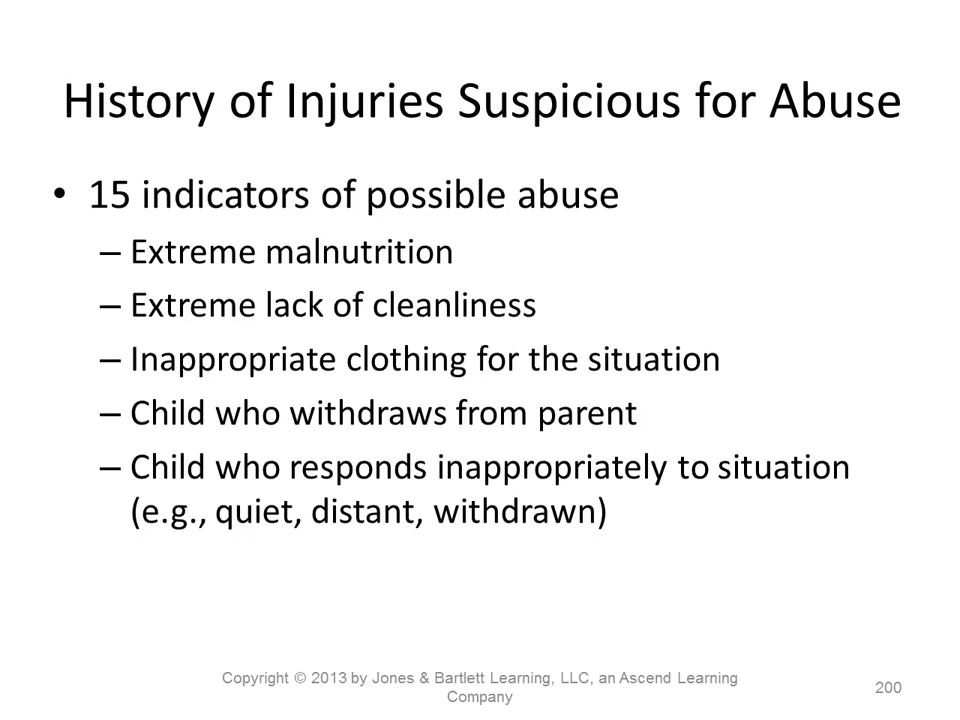 History of Injuries Suspicious for Abuse
• 15 indicators of possible abuse
– Extreme malnutrition
– Extreme lack of cleanliness
– Inappropriate clothing for the situation
– Child who withdraws from parent
– Child who responds inappropriately to situation
(e.g., quiet, distant, withdrawn)
Copyright © 2013 by Jones & Bartlett Learning, LLC, an Ascend Learning
Company
200